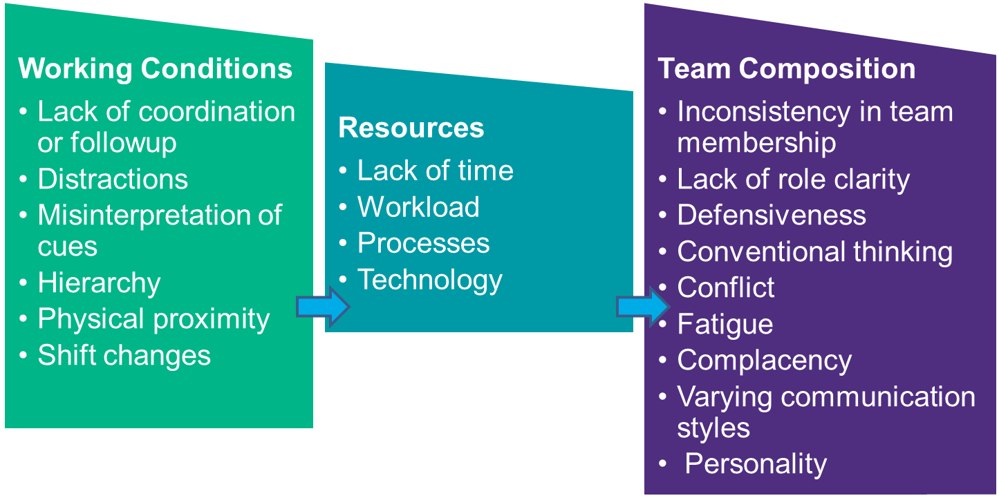 Working Conditions
• Lack of coordination
or followup
• Distractions
• Misinterpretation of
cues
• Hierarchy
• Physical proximity
• Shift changes
Resources
• Lack of time
• Workload
• Processes
• Technology
Team Composition
• Inconsistency in team
membership
• Lack of role clarity
• Defensiveness
• Conventional thinking
• Conflict
• Fatigue
• Complacency
• Varying communication
styles
• Personality